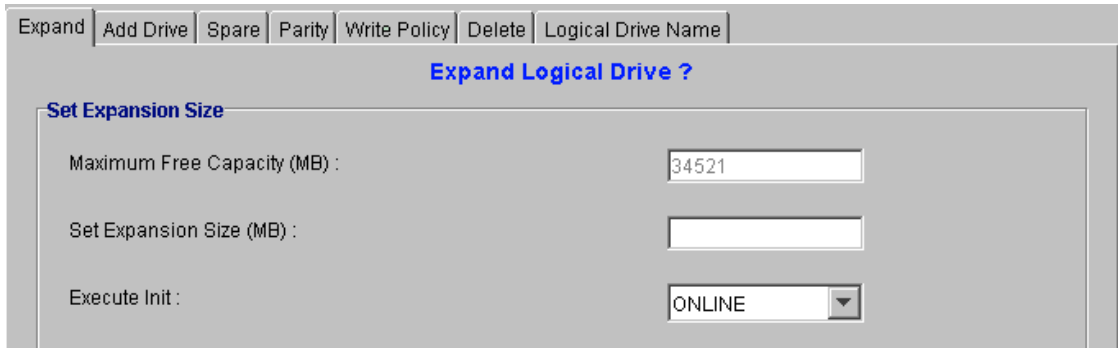 Expand Add Drive Spare Parity Write Policy Delete Logical Drive Name
Expand Logical Drive ?
Set Expansion Size
Maximum Free Capacity (MB) : 34521
Set Expansion Size (MB) :
Execute Init : ONLINE